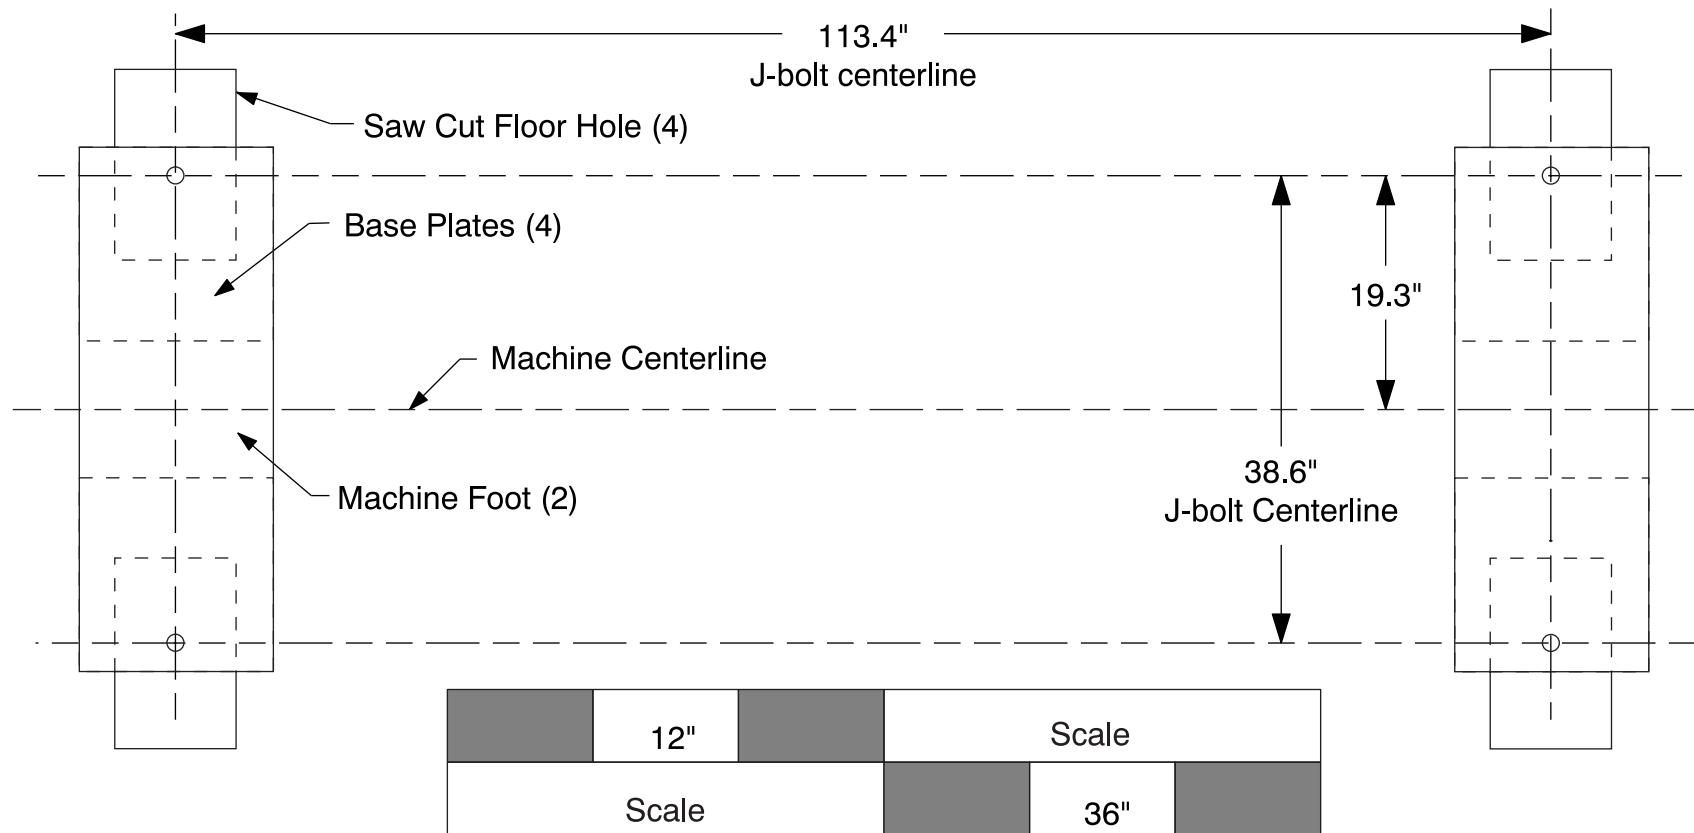 113.4"
J-bolt centerline
Saw Cut Floor Hole (4)
Base Plates (4)
19.3"
Machine Centerline
38.6"
J-bolt Centerline
Machine Foot (2)
12"
Scale
Scale
36"